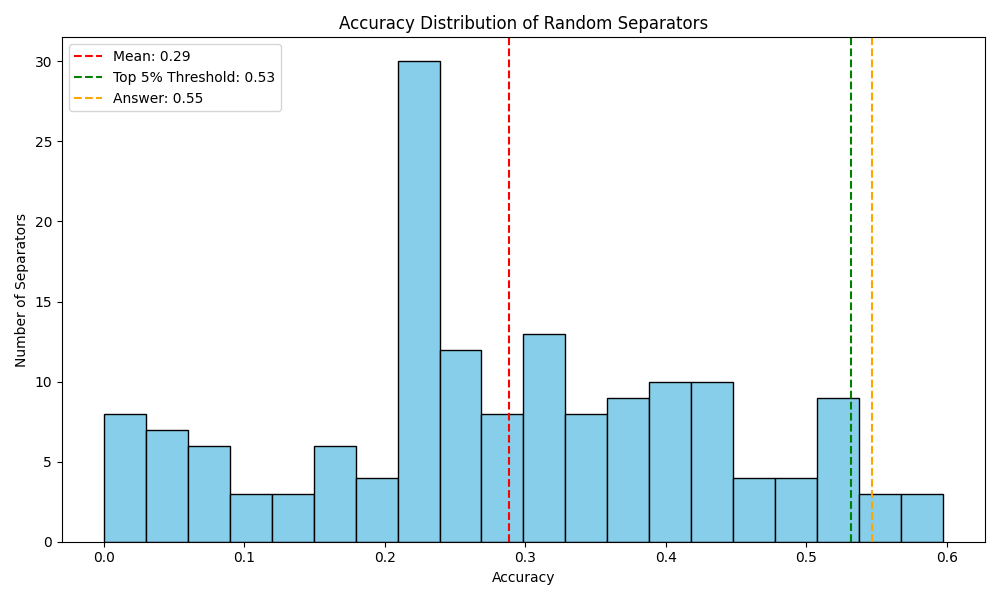 Accuracy Distribution of Random Separators
Mean: 0.29
Top 5% Threshold: 0.53
Answer: 0.55
Number of Separators
30
25
20
15
10
5
0
0.0 0.1 0.2 0.3 0.4 0.5 0.6
Accuracy